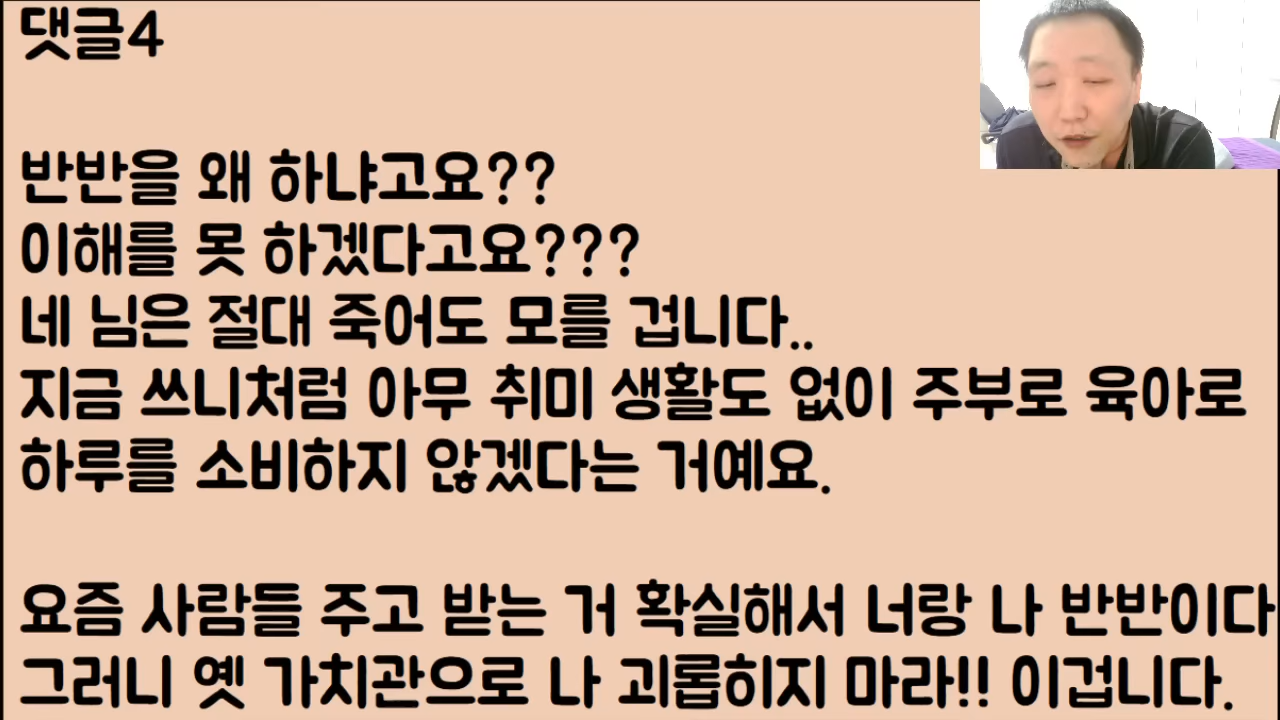 댓글4
반반을 왜 하냐고요??
이해를 못 하겠다고요???
네 님은 절대 죽어도 모를 겁니다..
지금 쓰니처럼 아무 취미 생활도 없이 주부로 육아로
하루를 소비하지 않겠다는 거예요.
요즘 사람들 주고 받는 거 확실해서 너랑 나 반반이다
그러니 옛 가치관으로 나 괴롭히지 마라!! 이겁니다.